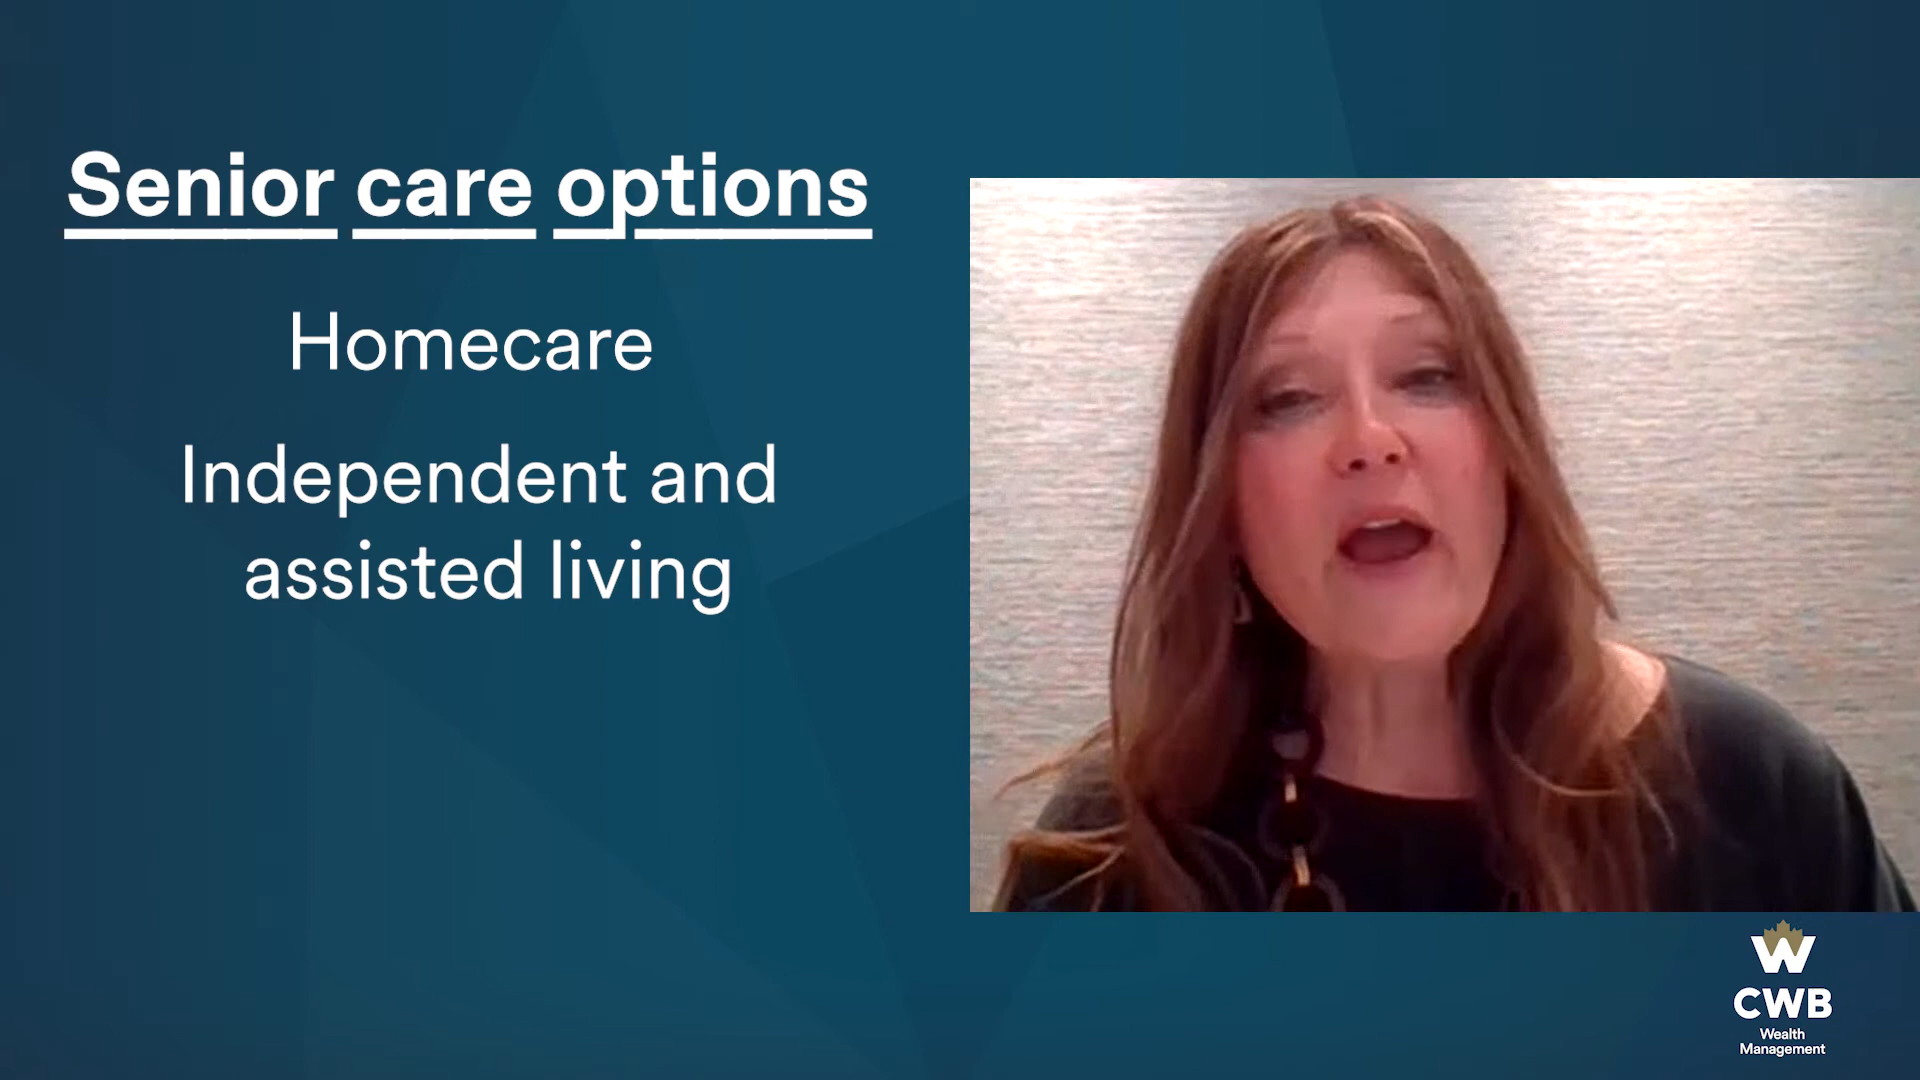 Senior care options
Homecare
Independent and
assisted living
W
CWB
Wealth
Management